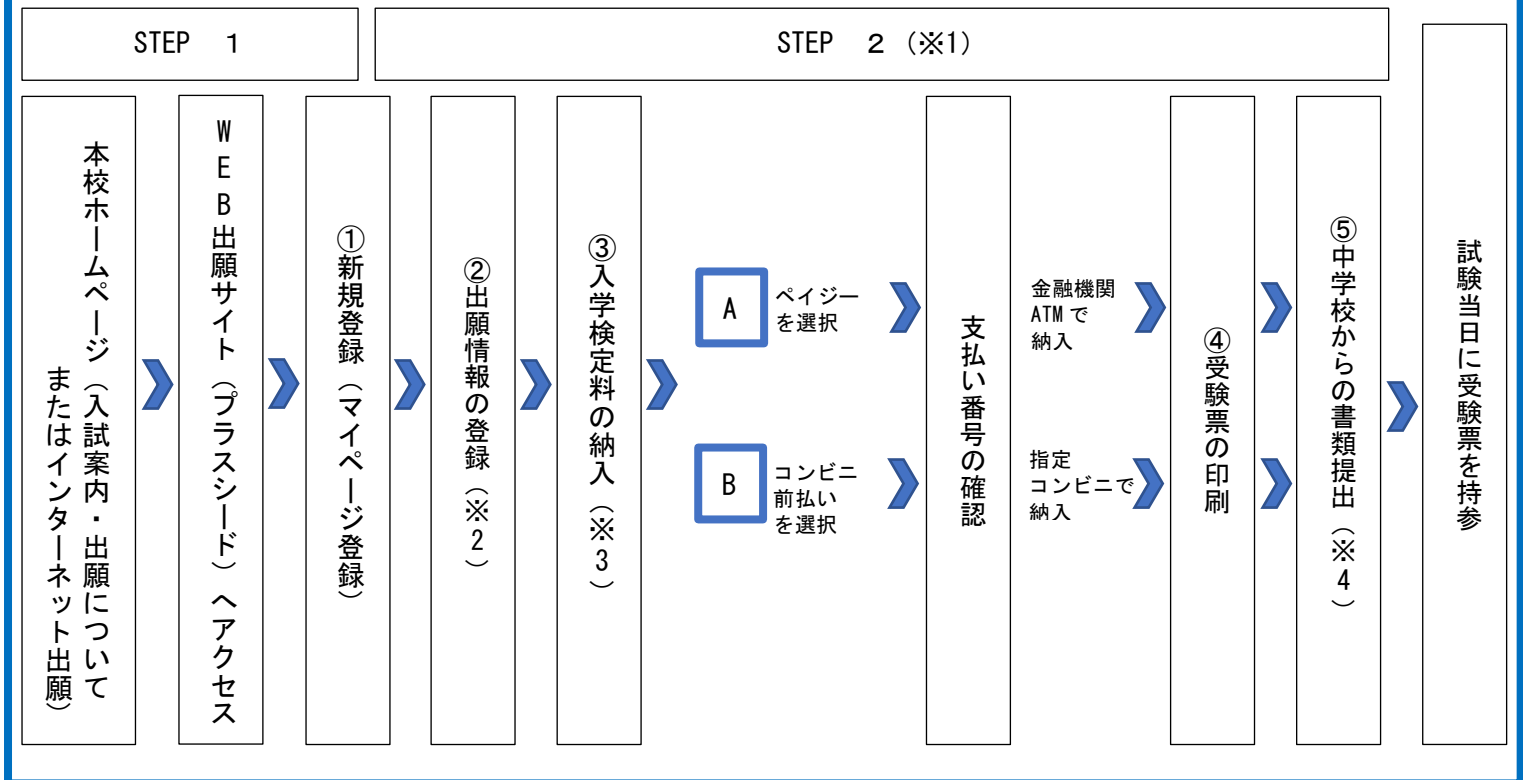 STEP 1
STEP 2 (※1)
本校ホームページ（入試案内・出願について
またはインターネット出願）
WEB出願サイト（プラスシード）へアクセス
①新規登録（マイページ登録）
②出願情報の登録（※2）
③入学検定料の納入（※3）
A
ペイジー
を選択
B
コンビニ
前払い
を選択
支払い番号の確認
金融機関
ATMで
納入
指定
コンビニで
納入
④受験票の印刷
⑤中学校からの書類提出（※4）
試験当日に受験票を持参